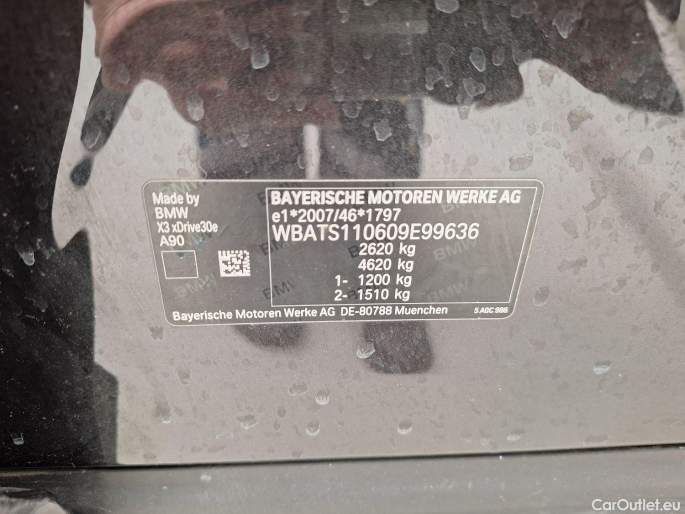 Made by
BMW
X3 xDrive30e
A90
BAYERISCHE MOTOREN WERKE AG
e1*2007/46*1797
WBATS110609E99636
2620 kg
4620 kg
1- 1200 kg
2- 1510 kg
Bayerische Motoren Werke AG DE-80788 Muenchen
CarOutlet.eu